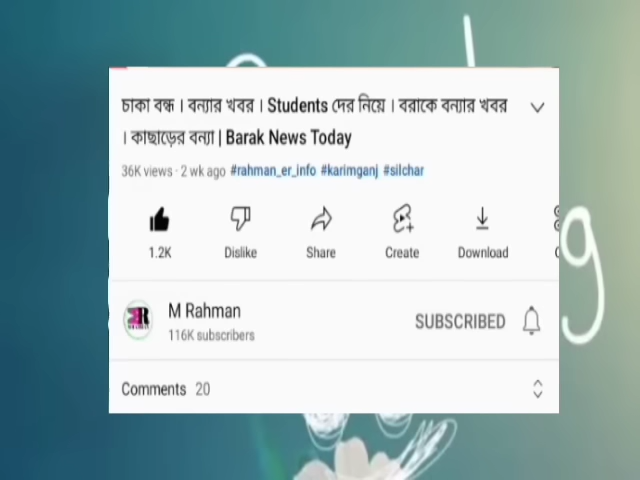 চাকা বন্ধ । বন্যার খবর । Students দের নিয়ে । বরাকে বন্যার খবর
। কাছাড়ের বন্যা | Barak News Today
36K views · 2 wk ago #rahman_er_info #karimganj #silchar
1.2K Dislike Share Create Download
M Rahman
116K subscribers
SUBSCRIBED
Comments 20
g